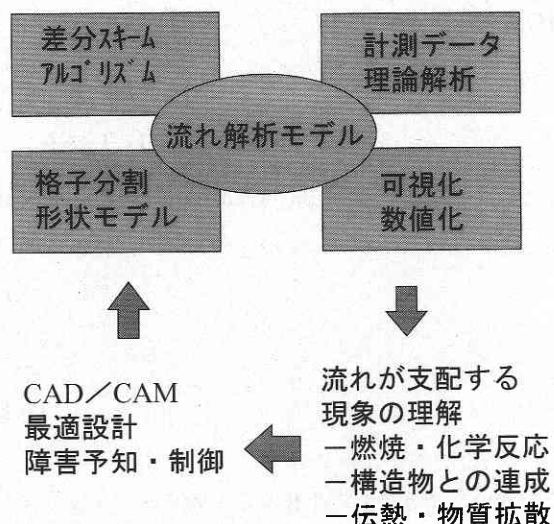 差分スキーム
アルゴリズム
計測データ
理論解析
流れ解析モデル
格子分割
形状モデル
可視化
数値化
CAD／CAM
最適設計
障害予知・制御
流れが支配する
現象の理解
－燃焼・化学反応
－構造物との連成
－伝熱・物質拡散